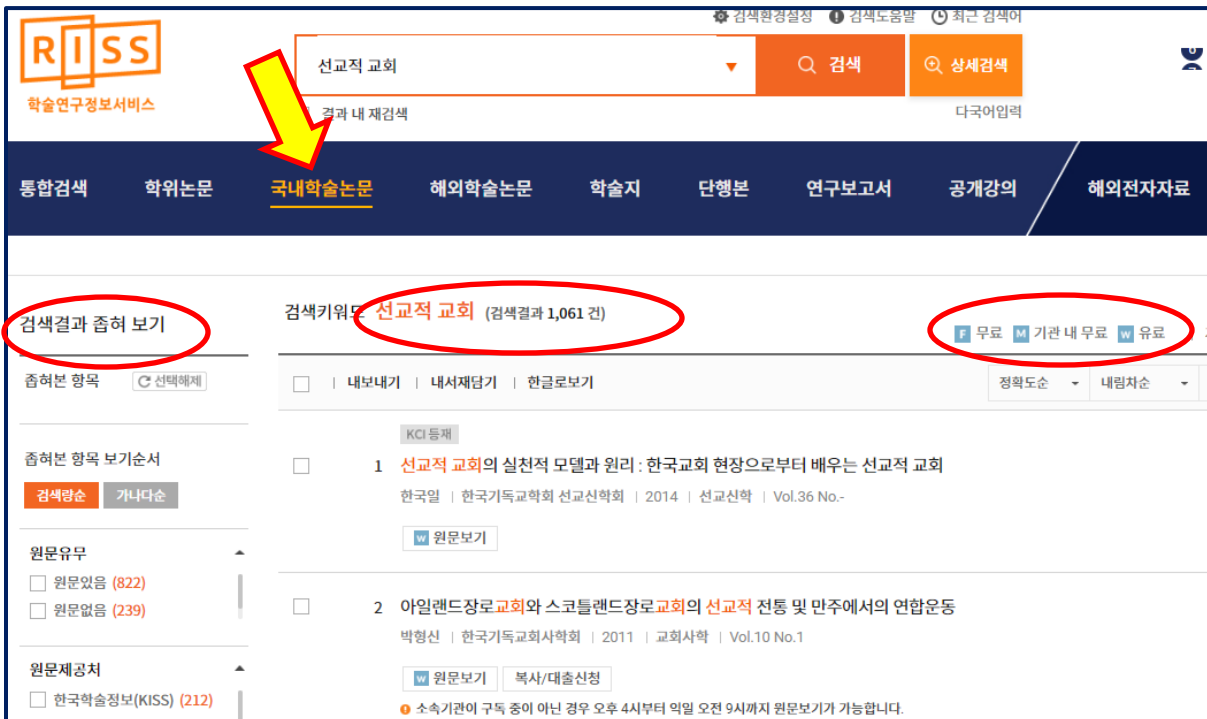 검색환경설정 검색도움말 최근 검색어
RISS
학술연구정보서비스
선교적 교회 검색 상세검색
결과 내 재검색 다국어입력
통합검색 학위논문 국내학술논문 해외학술논문 학술지 단행본 연구보고서 공개강의 해외전자자료
검색결과 좁혀 보기
검색키워드 선교적 교회 (검색결과 1,061 건)
F 무료 M 기관 내 무료 W 유료
좁혀본 항목 선택해제
내보내기 | 내서재담기 | 한글로보기
정확도순 내림차순
좁혀본 항목 보기순서
검색량순 가나다순
KCI 등재
1 선교적 교회의 실천적 모델과 원리 : 한국교회 현장으로부터 배우는 선교적 교회
한국일 | 한국기독교학회 선교신학회 | 2014 | 선교신학 | Vol.36 No.-
W 원문보기
원문유무
원문있음 (822)
원문없음 (239)
2 아일랜드장로교회와 스코틀랜드장로교회의 선교적 전통 및 만주에서의 연합운동
박형신 | 한국기독교회사학회 | 2011 | 교회사학 | Vol.10 No.1
W 원문보기 복사/대출신청
소속기관이 구독 중이 아닌 경우 오후 4시부터 익일 오전 9시까지 원문보기가 가능합니다.
원문제공처
한국학술정보(KISS) (212)